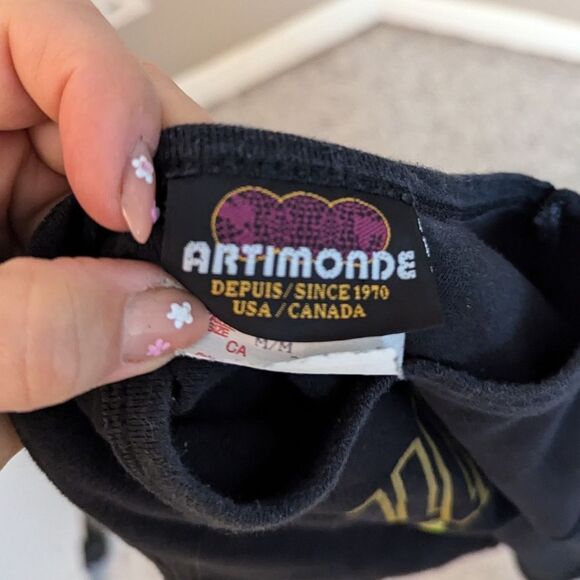 ARTIMONDE
DEPUIS/SINCE 1970
USA/CANADA
M/M
CA